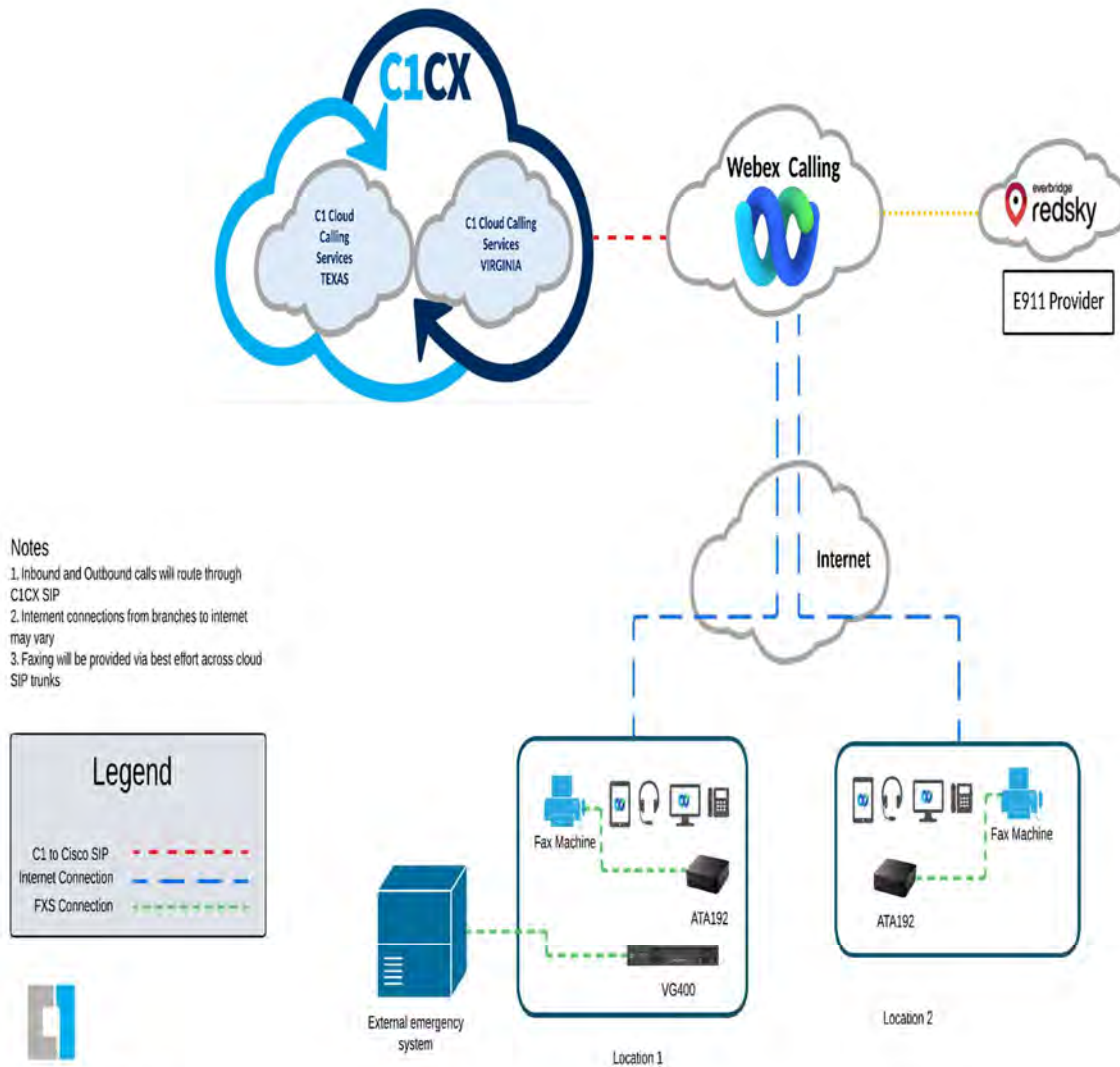 C1CX
C1 Cloud
Calling
Services
TEXAS
C1 Cloud Calling
Services
VIRGINIA
Webex Calling
everbridge
redsky
E911 Provider
Internet
Notes
1. Inbound and Outbound calls will route through
C1CX SIP
2. Internent connections from branches to internet
may vary
3. Faxing will be provided via best effort across cloud
SIP trunks
Legend
C1 to Cisco SIP
Internet Connection
FXS Connection
Fax Machine
ATA192
VG400
External emergency
system
Location 1
Fax Machine
ATA192
Location 2